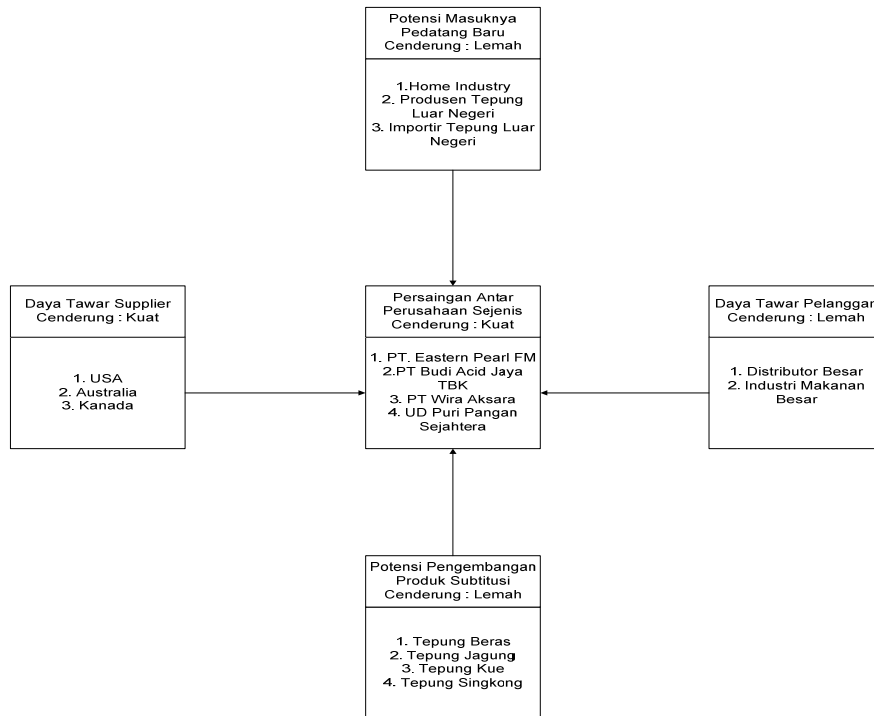 Potensi Masuknya
Pedatang Baru
Cenderung : Lemah
1.Home Industry
2. Produsen Tepung
Luar Negeri
3. Importir Tepung Luar
Negeri
Daya Tawar Supplier
Cenderung : Kuat
1. USA
2. Australia
3. Kanada
Persaingan Antar
Perusahaan Sejenis
Cenderung : Kuat
1. PT. Eastern Pearl FM
2.PT Budi Acid Jaya
TBK
3. PT Wira Aksara
4. UD Puri Pangan
Sejahtera
Daya Tawar Pelanggan
Cenderung : Lemah
1. Distributor Besar
2. Industri Makanan
Besar
Potensi Pengembangan
Produk Subtitusi
Cenderung : Lemah
1. Tepung Beras
2. Tepung Jagung
3. Tepung Kue
4. Tepung Singkong